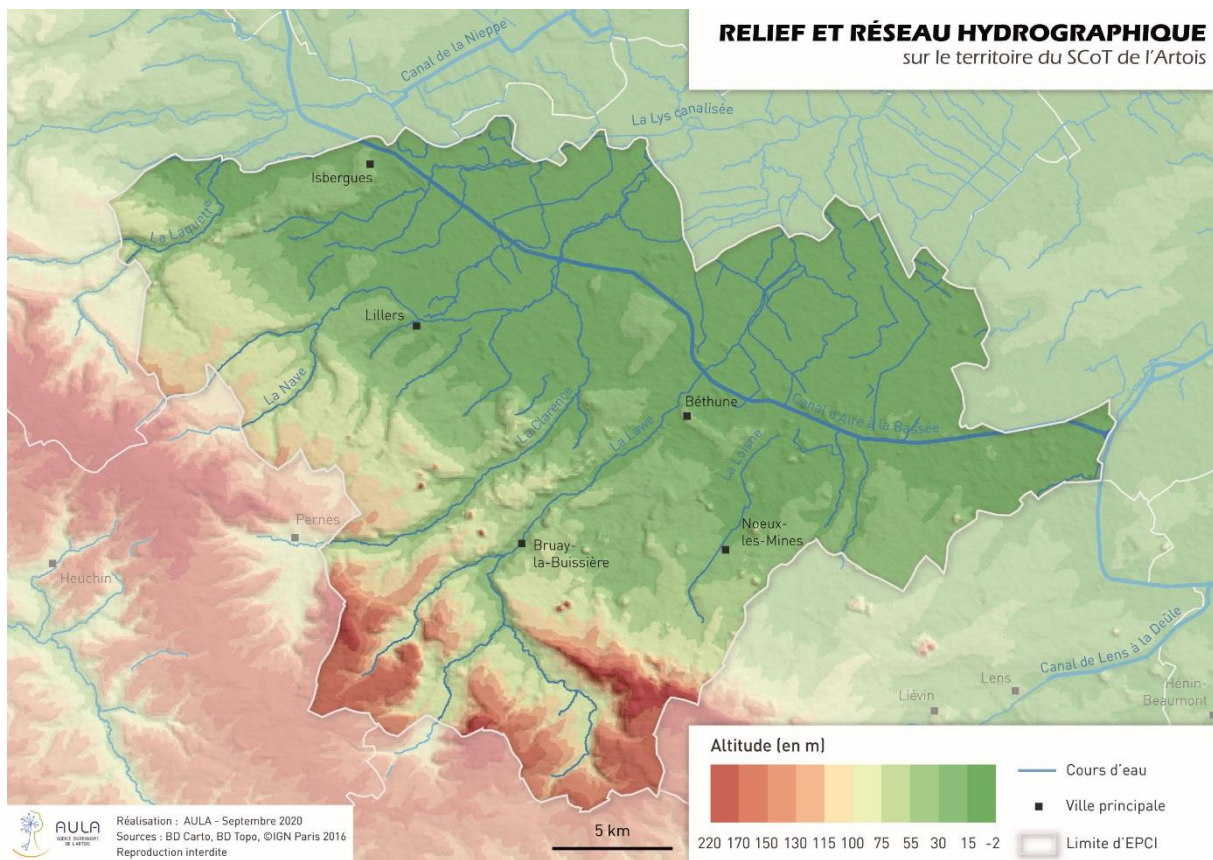 RELIEF ET RÉSEAU HYDROGRAPHIQUE
sur le territoire du SCoT de l'Artois
Canal de la Nieppe
La Lys canalisée
Isbergues
La Laquette
Lillers
La Nave
La Clarence
La Lawe
Béthune
Canal d'Aire à la Bassée
La Loisne
Pernes
Heuchin
Bruay-
la-Buissière
Noeux-
les-Mines
Canal de Lens à la Deûle
Lens
Liévin
Hénin-
Beaumont
Altitude (en m)
220 170 150 130 115 100 75 55 30 15 -2
Cours d'eau
Ville principale
Limite d'EPCI
5 km
AULA
AGENCE D'URBANISME
DE L'ARTOIS
Réalisation : AULA - Septembre 2020
Sources : BD Carto, BD Topo, ©IGN Paris 2016
Reproduction interdite